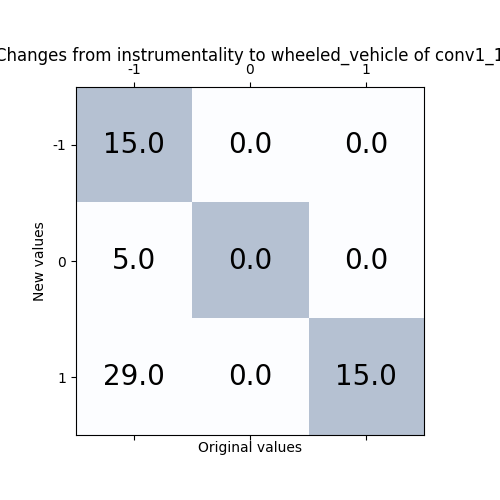 Changes from instrumentality to wheeled_vehicle of conv1_1
-1 0 1
-1 15.0 0.0 0.0
0 5.0 0.0 0.0
1 29.0 0.0 15.0
New values
Original values